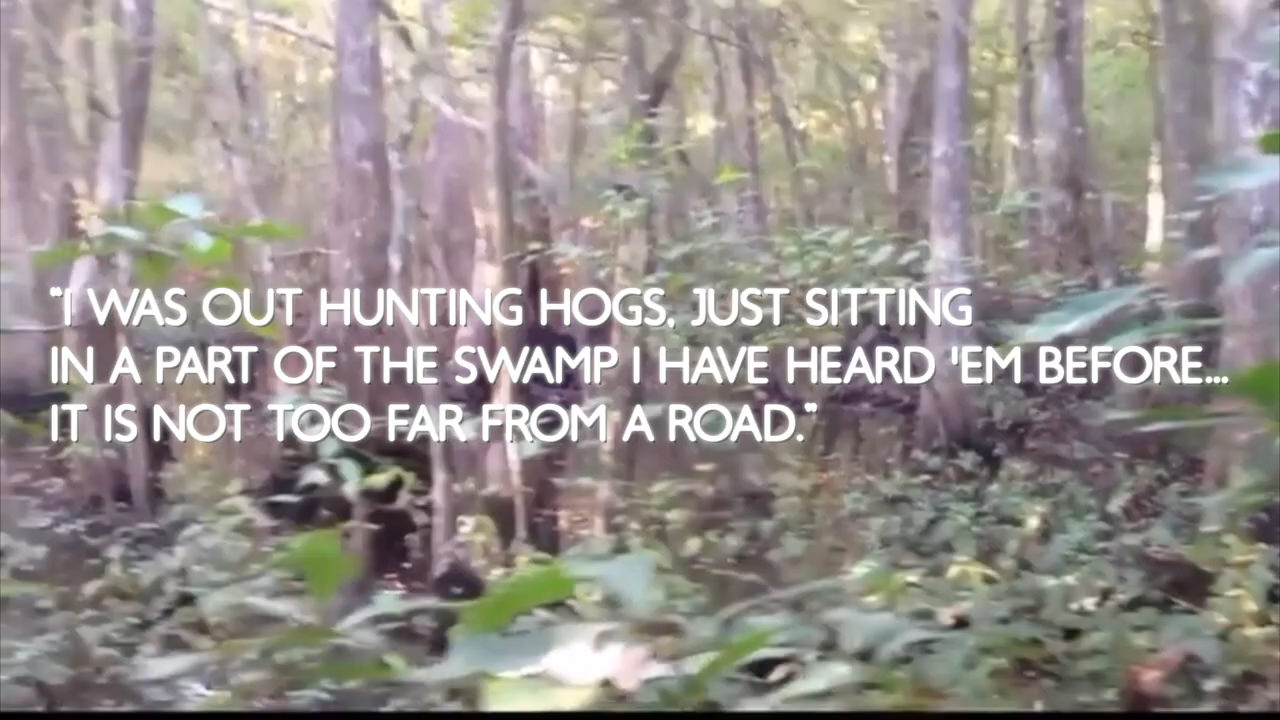 "I WAS OUT HUNTING HOGS, JUST SITTING
IN A PART OF THE SWAMP I HAVE HEARD 'EM BEFORE...
IT IS NOT TOO FAR FROM A ROAD."